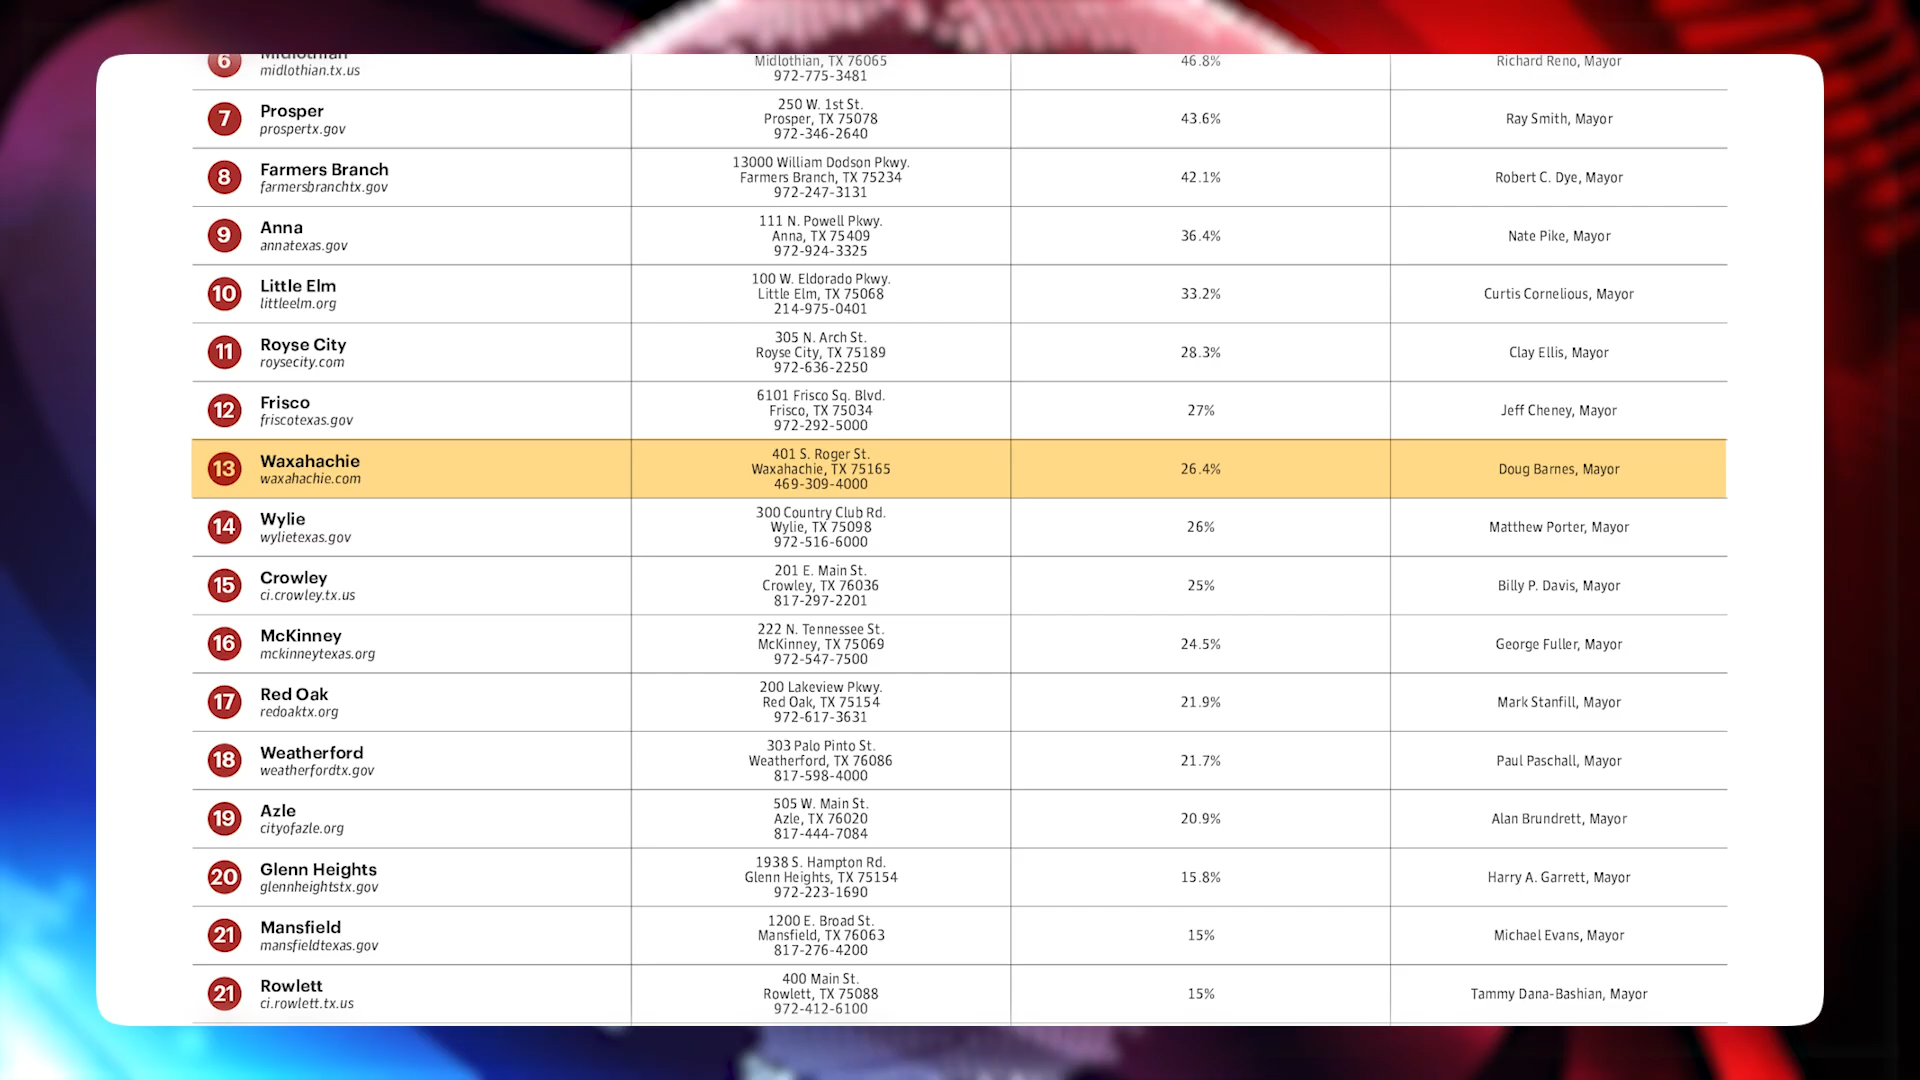 6
Midlothian
midlothian.tx.us
Midlothian, TX 76065
972-775-3481
46.8%
Richard Reno, Mayor
7
Prosper
prospertx.gov
250 W. 1st St.
Prosper, TX 75078
972-346-2640
43.6%
Ray Smith, Mayor
8
Farmers Branch
farmersbranchtx.gov
13000 William Dodson Pkwy.
Farmers Branch, TX 75234
972-247-3131
42.1%
Robert C. Dye, Mayor
9
Anna
annatexas.gov
111 N. Powell Pkwy.
Anna, TX 75409
972-924-3325
36.4%
Nate Pike, Mayor
10
Little Elm
littleelm.org
100 W. Eldorado Pkwy.
Little Elm, TX 75068
214-975-0401
33.2%
Curtis Cornelious, Mayor
11
Royse City
roysecity.com
305 N. Arch St.
Royse City, TX 75189
972-636-2250
28.3%
Clay Ellis, Mayor
12
Frisco
friscotexas.gov
6101 Frisco Sq. Blvd.
Frisco, TX 75034
972-292-5000
27%
Jeff Cheney, Mayor
13
Waxahachie
waxahachie.com
401 S. Roger St.
Waxahachie, TX 75165
469-309-4000
26.4%
Doug Barnes, Mayor
14
Wylie
wylietexas.gov
300 Country Club Rd.
Wylie, TX 75098
972-516-6000
26%
Matthew Porter, Mayor
15
Crowley
ci.crowley.tx.us
201 E. Main St.
Crowley, TX 76036
817-297-2201
25%
Billy P. Davis, Mayor
16
McKinney
mckinneytexas.org
222 N. Tennessee St.
McKinney, TX 75069
972-547-7500
24.5%
George Fuller, Mayor
17
Red Oak
redoaktx.org
200 Lakeview Pkwy.
Red Oak, TX 75154
972-617-3631
21.9%
Mark Stanfill, Mayor
18
Weatherford
weatherfordtx.gov
303 Palo Pinto St.
Weatherford, TX 76086
817-598-4000
21.7%
Paul Paschall, Mayor
19
Azle
cityofazle.org
505 W. Main St.
Azle, TX 76020
817-444-7084
20.9%
Alan Brundrett, Mayor
20
Glenn Heights
glennheightstx.gov
1938 S. Hampton Rd.
Glenn Heights, TX 75154
972-223-1690
15.8%
Harry A. Garrett, Mayor
21
Mansfield
mansfieldtexas.gov
1200 E. Broad St.
Mansfield, TX 76063
817-276-4200
15%
Michael Evans, Mayor
21
Rowlett
ci.rowlett.tx.us
400 Main St.
Rowlett, TX 75088
972-412-6100
15%
Tammy Dana-Bashian, Mayor